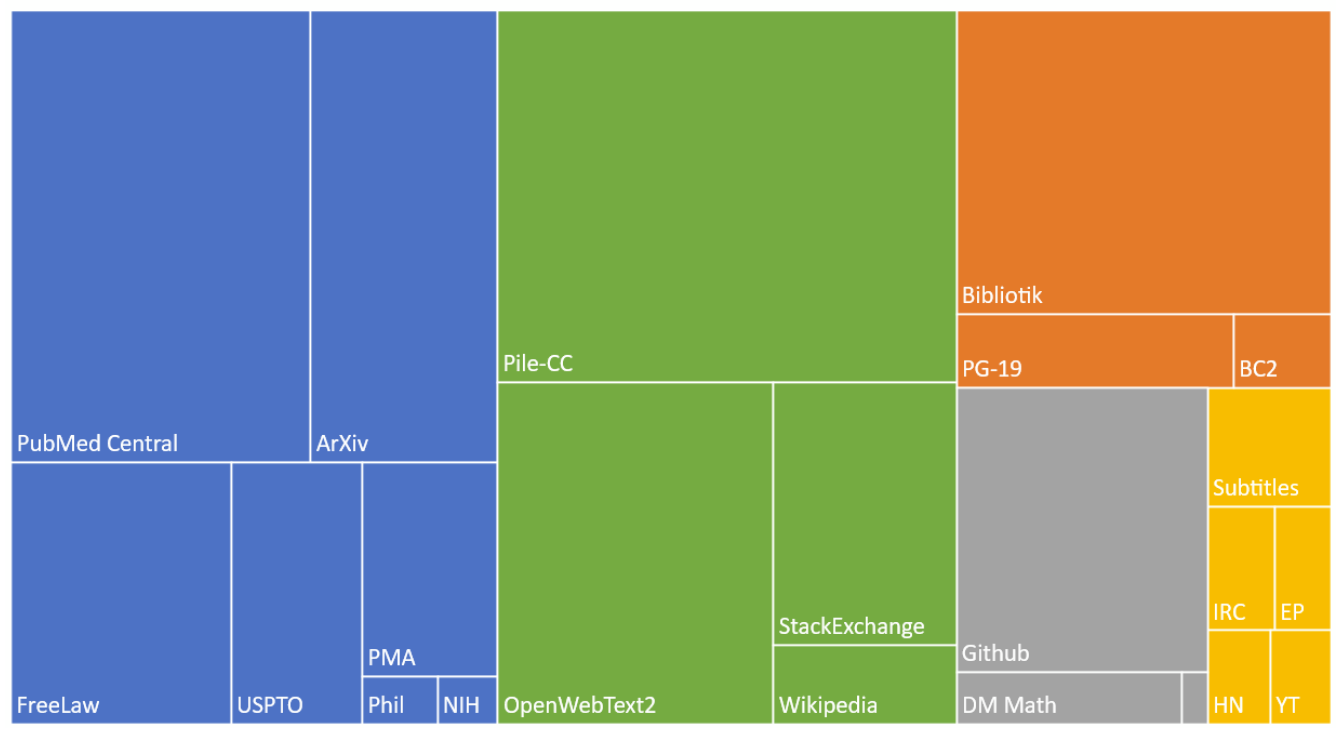 Bibliotik
Pile-CC
PG-19
BC2
PubMed Central
ArXiv
Subtitles
IRC
EP
StackExchange
Github
PMA
FreeLaw
USPTO
Phil
NIH
OpenWebText2
Wikipedia
DM Math
HN
YT